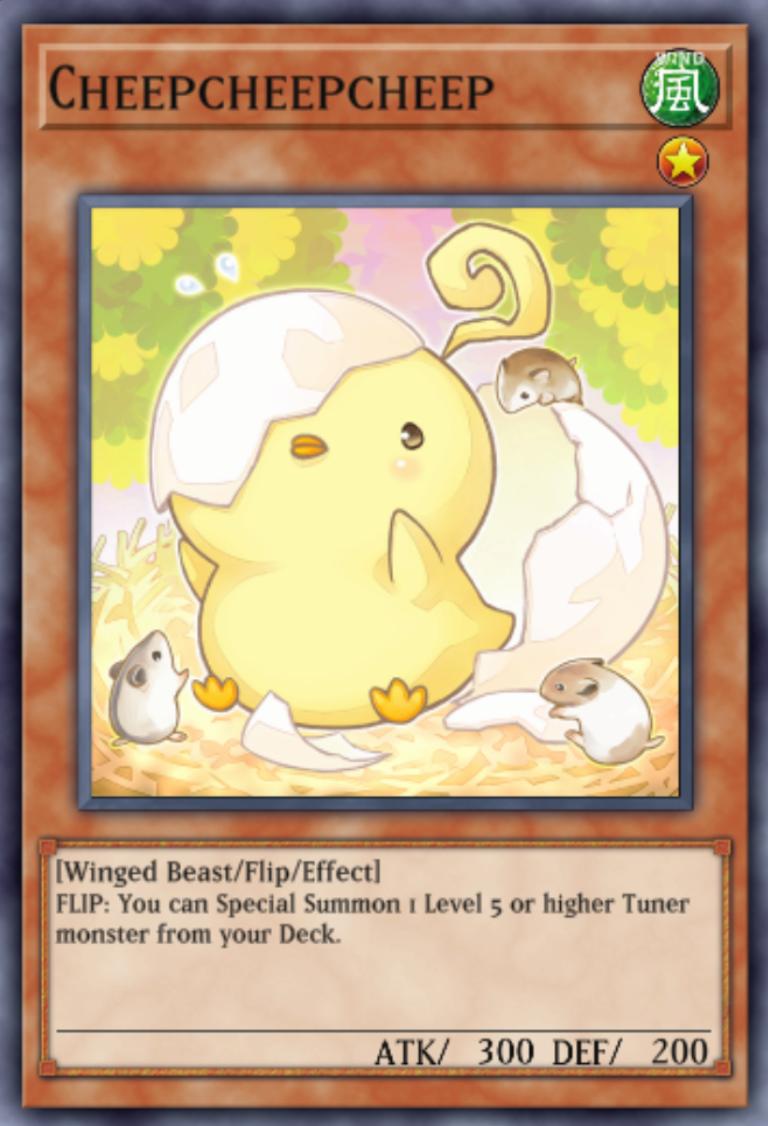 Cheepcheepcheep
WIND
風
[Winged Beast/Flip/Effect]
FLIP: You can Special Summon 1 Level 5 or higher Tuner
monster from your Deck.
ATK/ 300 DEF/ 200